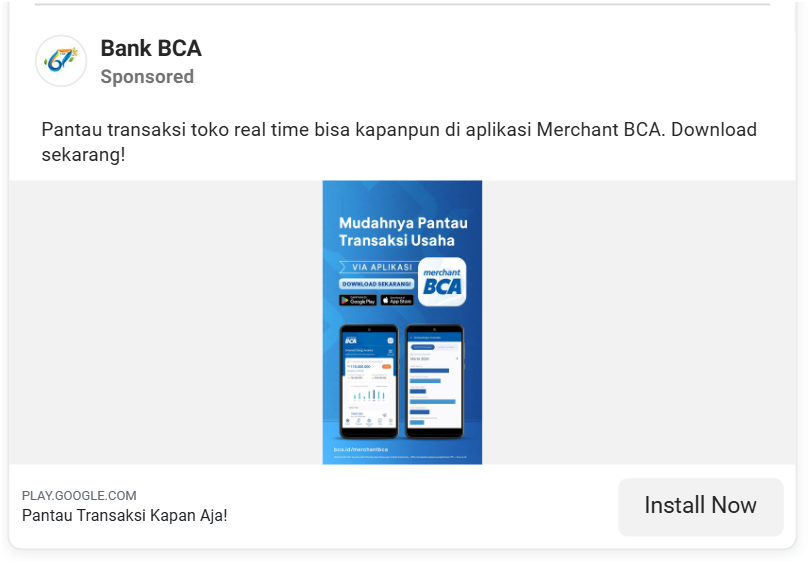 67
Bank BCA
Sponsored
Pantau transaksi toko real time bisa kapanpun di aplikasi Merchant BCA. Download
sekarang!
Mudahnya Pantau
Transaksi Usaha
VIA APLIKASI
DOWNLOAD SEKARANG!
Google Play
App Store
merchant
BCA
BCA
bca.id/merchantbca
PLAY.GOOGLE.COM
Pantau Transaksi Kapan Aja!
Install Now